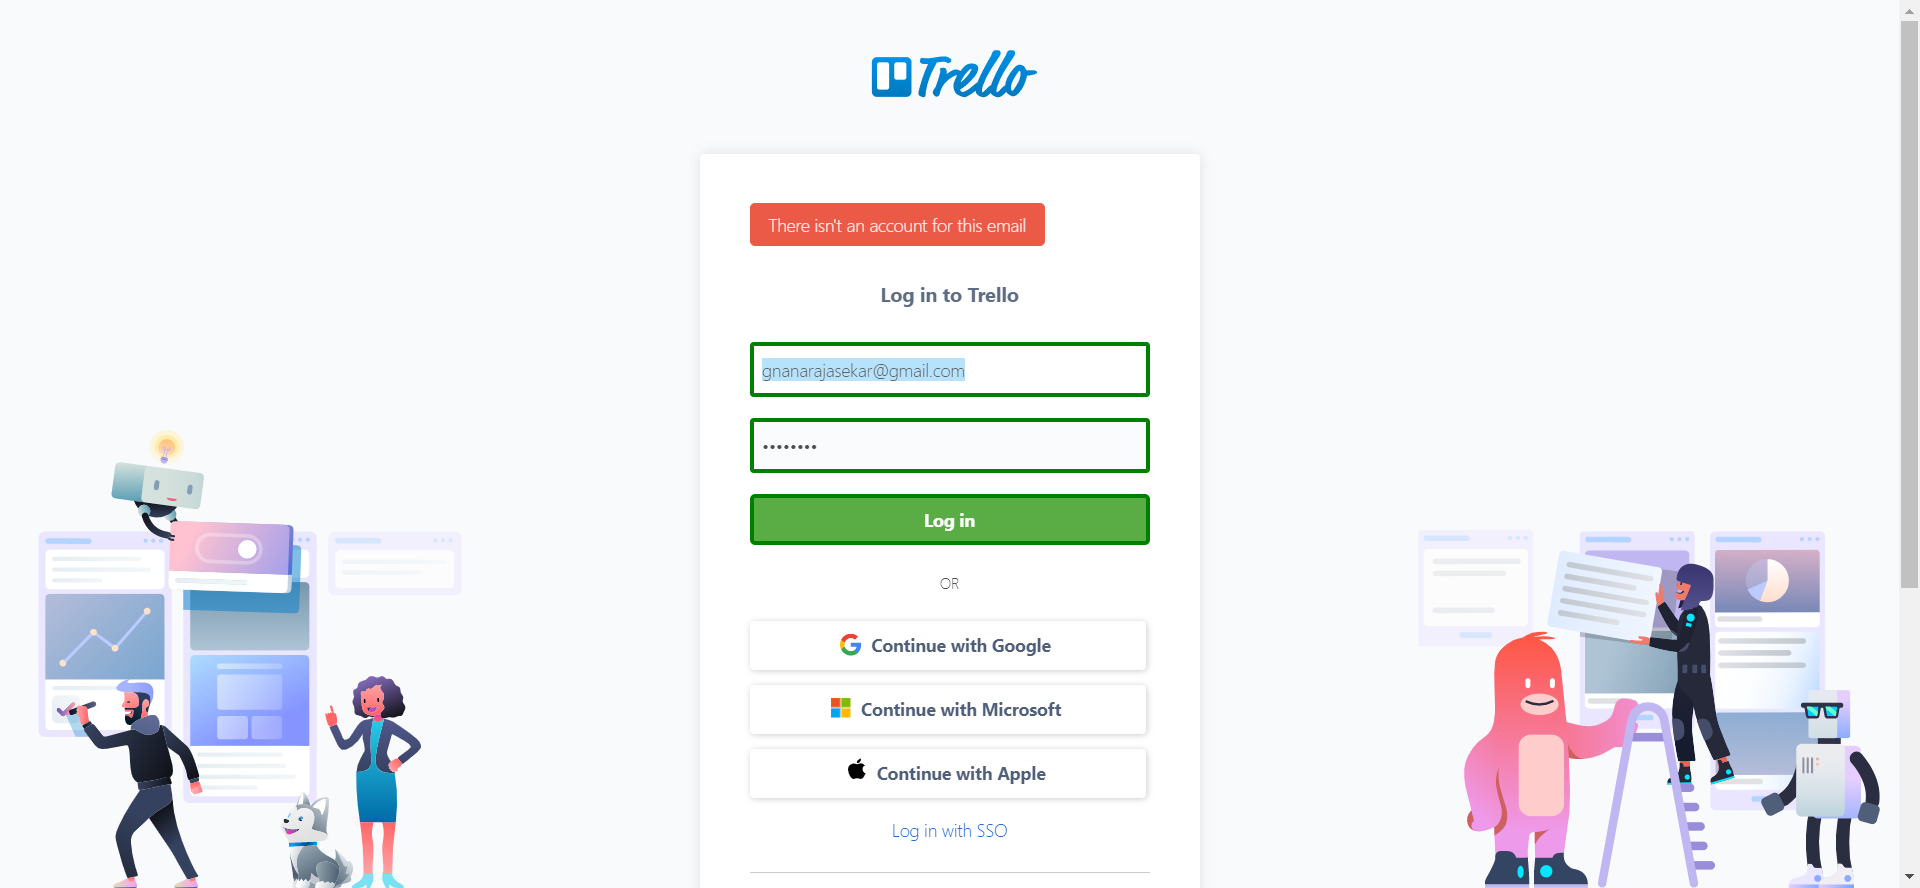 Trello
There isn't an account for this email
Log in to Trello
gnanarajasekar@gmail.com
••••••••
Log in
OR
Continue with Google
Continue with Microsoft
Continue with Apple
Log in with SSO